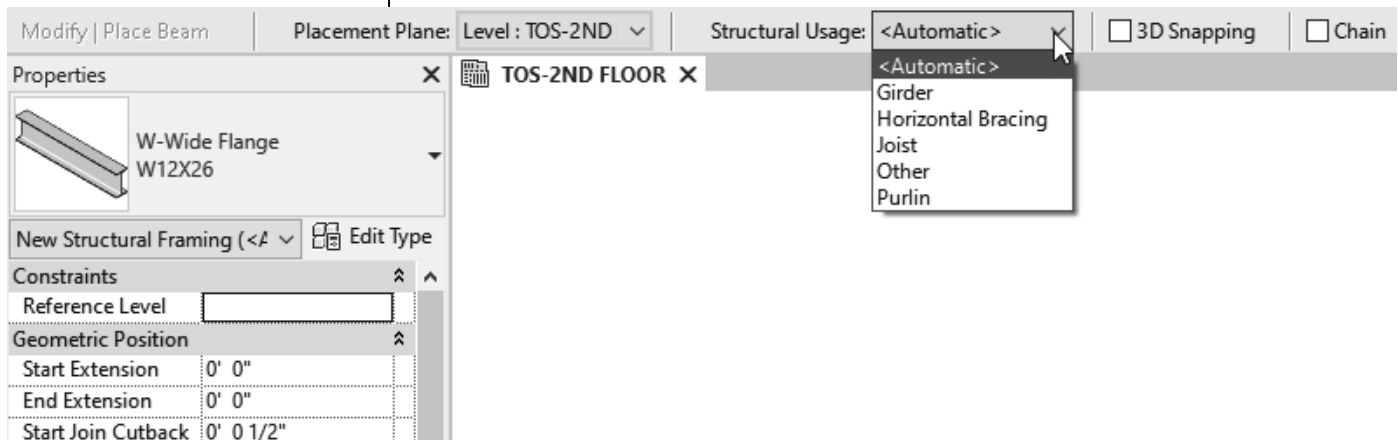 Modify | Place Beam Placement Plane: Level : TOS-2ND Structural Usage: <Automatic> 3D Snapping Chain
Properties
TOS-2ND FLOOR
<Automatic>
Girder
Horizontal Bracing
Joist
Other
Purlin
W-Wide Flange
W12X26
New Structural Framing (<A Edit Type
Constraints
Reference Level
Geometric Position
Start Extension 0' 0"
End Extension 0' 0"
Start Join Cutback 0' 0 1/2"